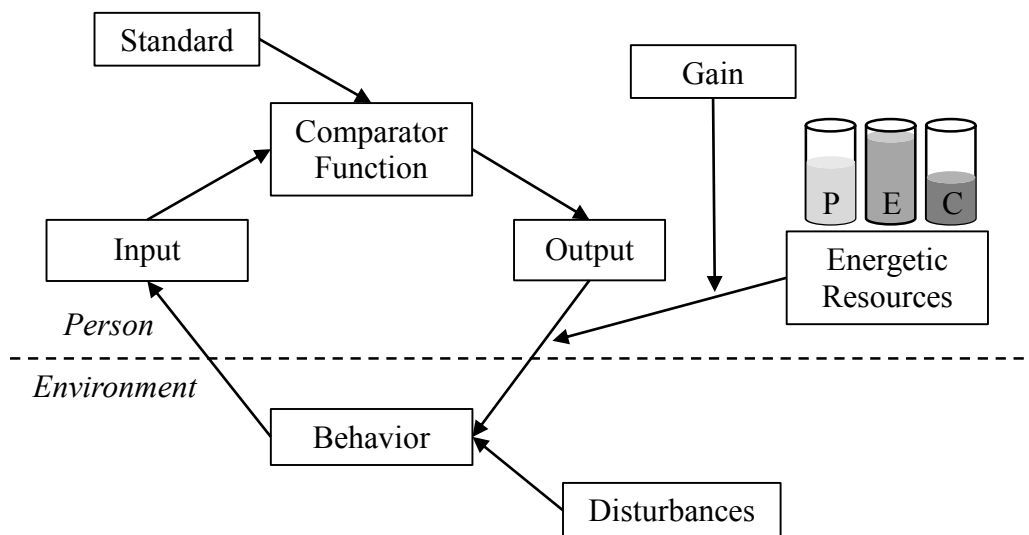 Standard
Gain
Comparator
Function
P E C
Input
Output
Energetic
Resources
Person
Environment
Behavior
Disturbances